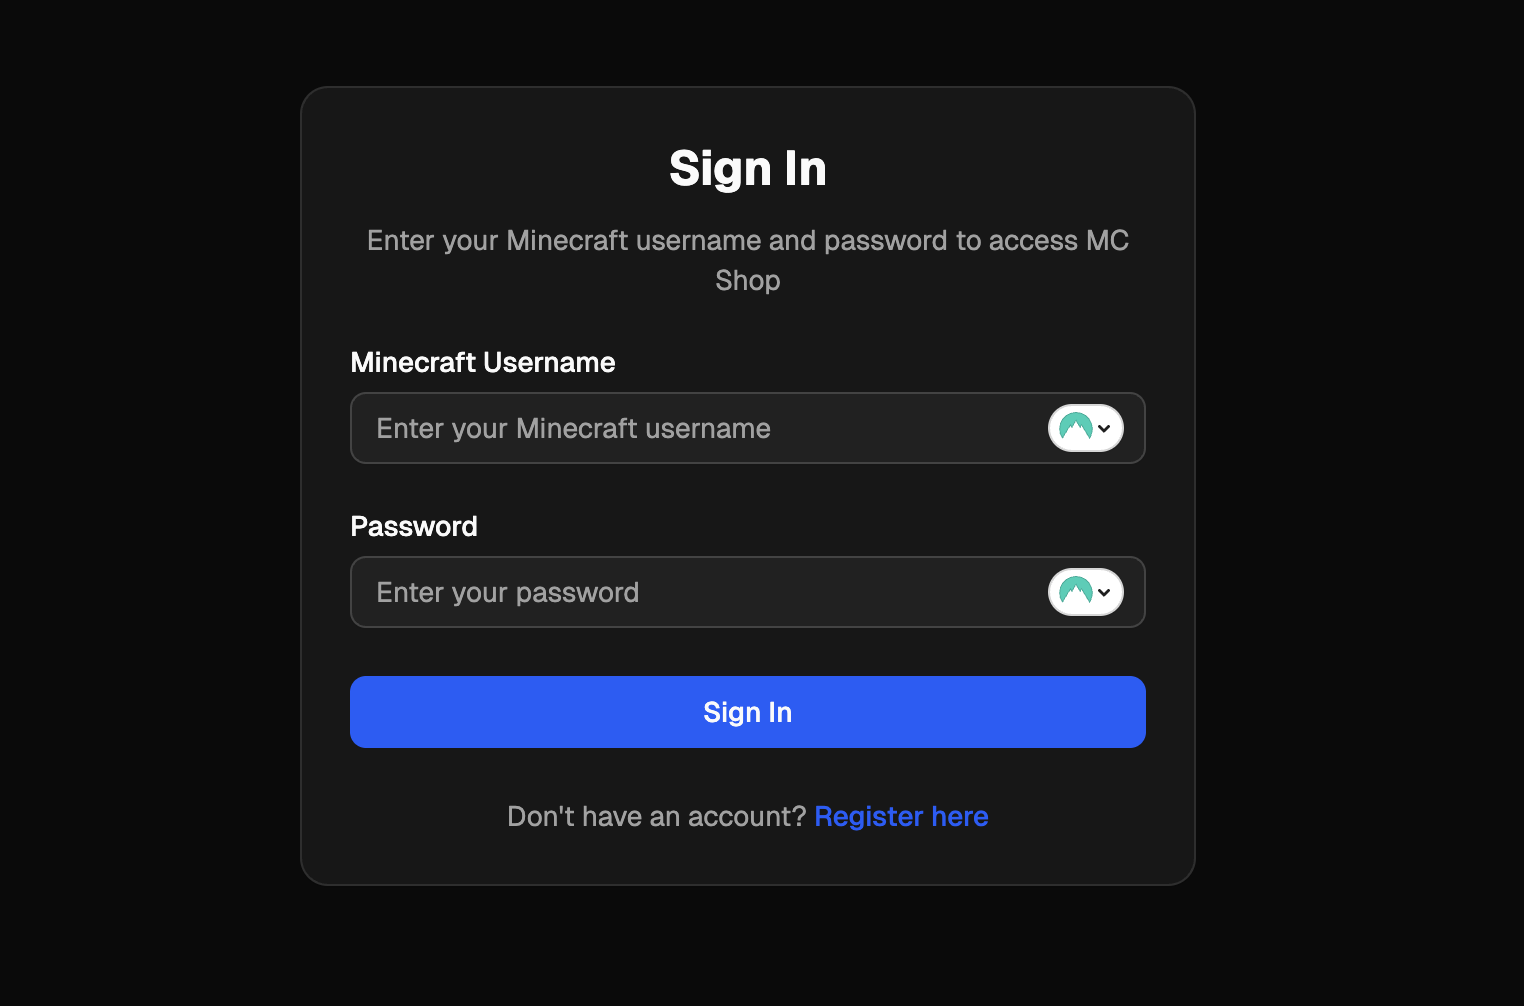 Sign In
Enter your Minecraft username and password to access MC
Shop
Minecraft Username
Enter your Minecraft username
Password
Enter your password
Sign In
Don't have an account? Register here